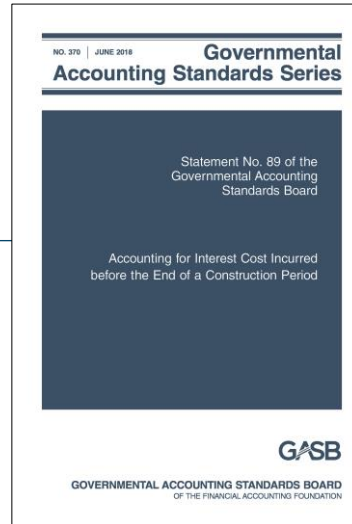 NO. 370 | JUNE 2018
Governmental
Accounting Standards Series
Statement No. 89 of the
Governmental Accounting
Standards Board
Accounting for Interest Cost Incurred
before the End of a Construction Period
GASB
GOVERNMENTAL ACCOUNTING STANDARDS BOARD
OF THE FINANCIAL ACCOUNTING FOUNDATION